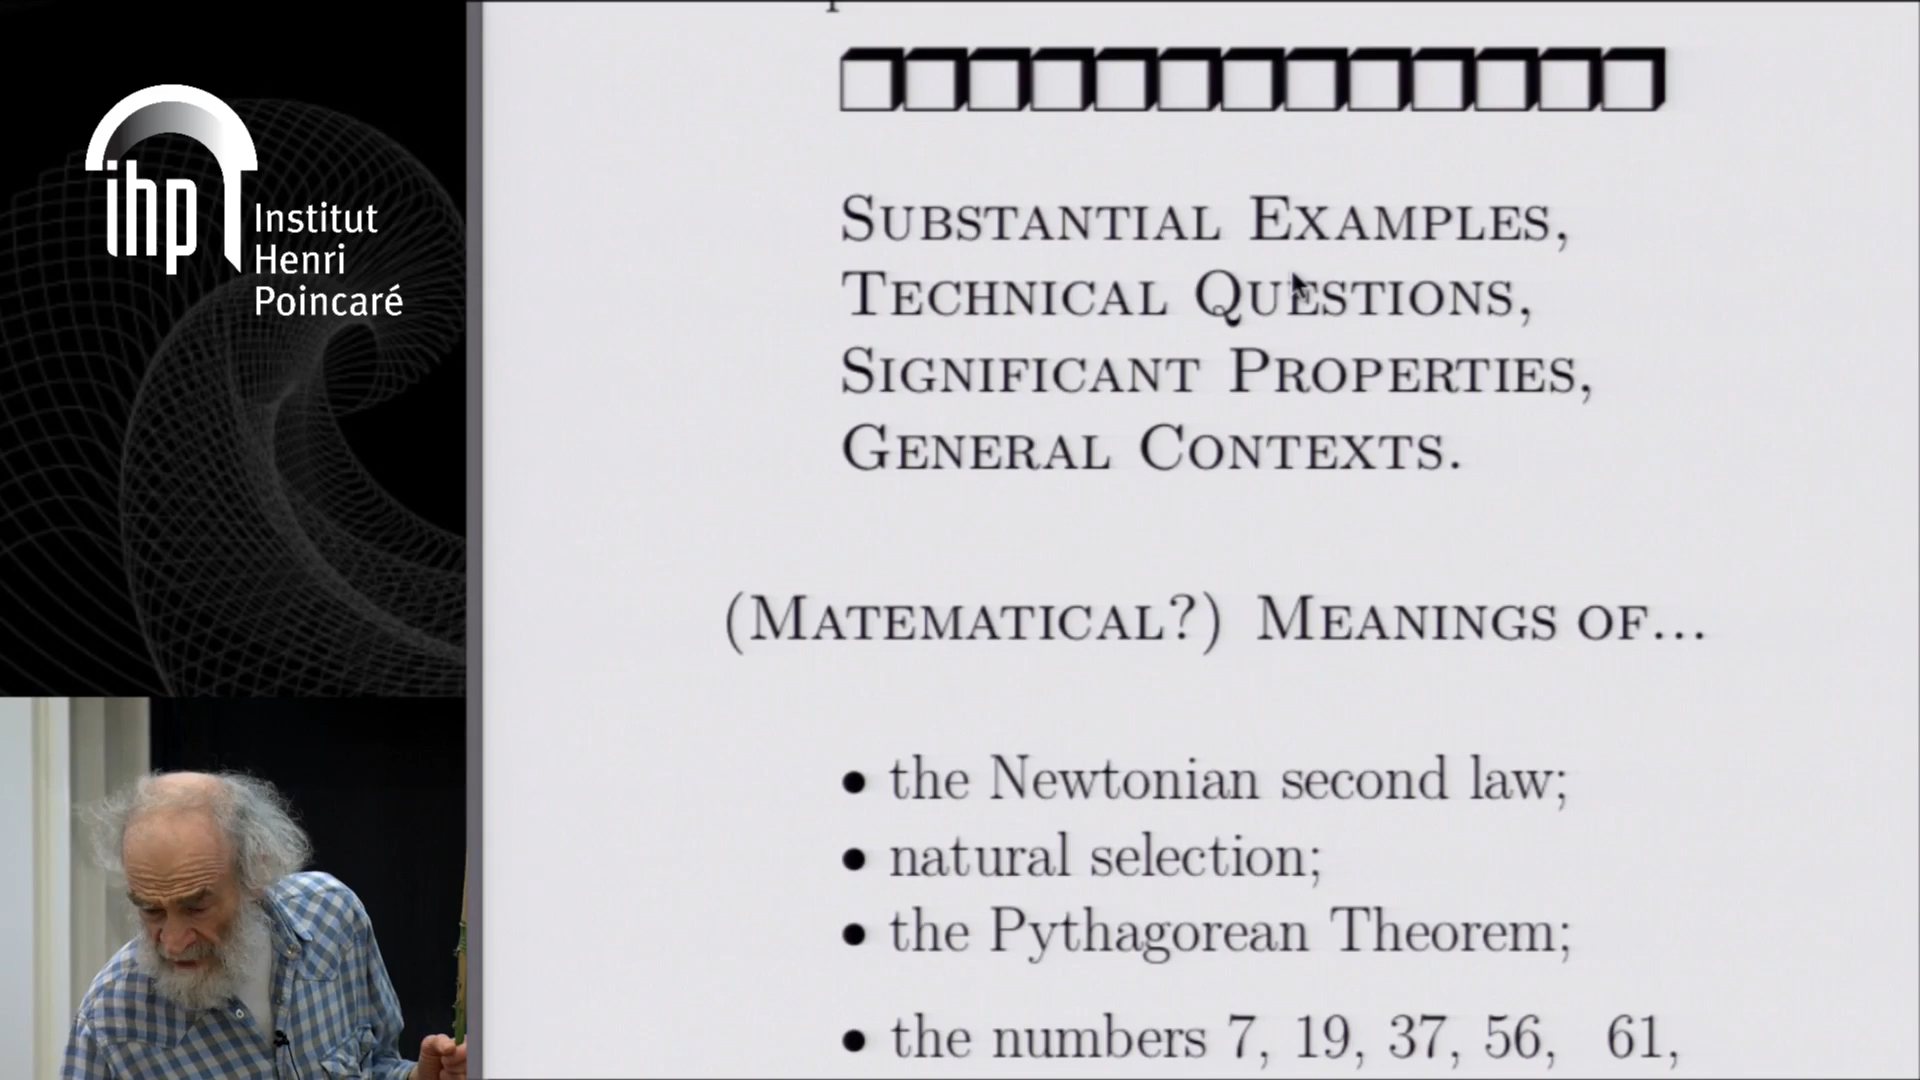 ihp
Institut
Henri
Poincaré
SUBSTANTIAL EXAMPLES,
TECHNICAL QUESTIONS,
SIGNIFICANT PROPERTIES,
GENERAL CONTEXTS.
(MATEMATICAL?) MEANINGS OF...
• the Newtonian second law;
• natural selection;
• the Pythagorean Theorem;
• the numbers 7, 19, 37, 56, 61,